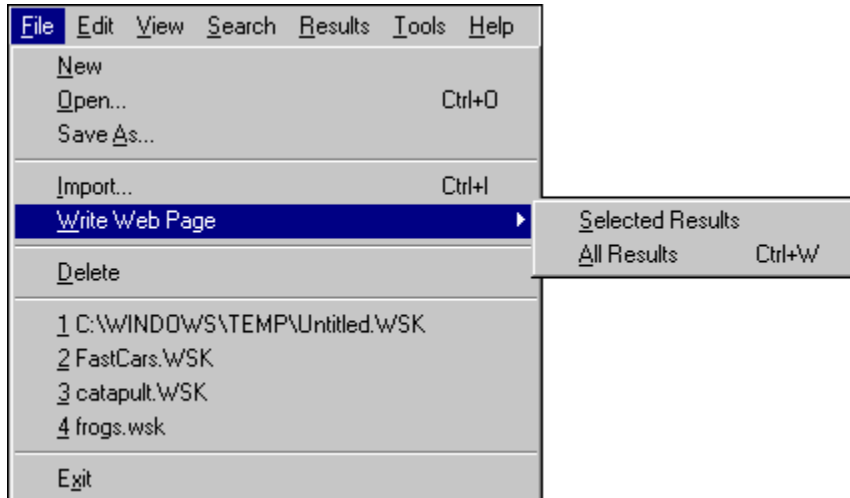 File Edit View Search Results Tools Help
New
Open... Ctrl+O
Save As...
Import... Ctrl+I
Write Web Page
Selected Results
All Results Ctrl+W
Delete
1 C:\WINDOWS\TEMP\Untitled.WSK
2 FastCars.WSK
3 catapult.WSK
4 frogs.wsk
Exit